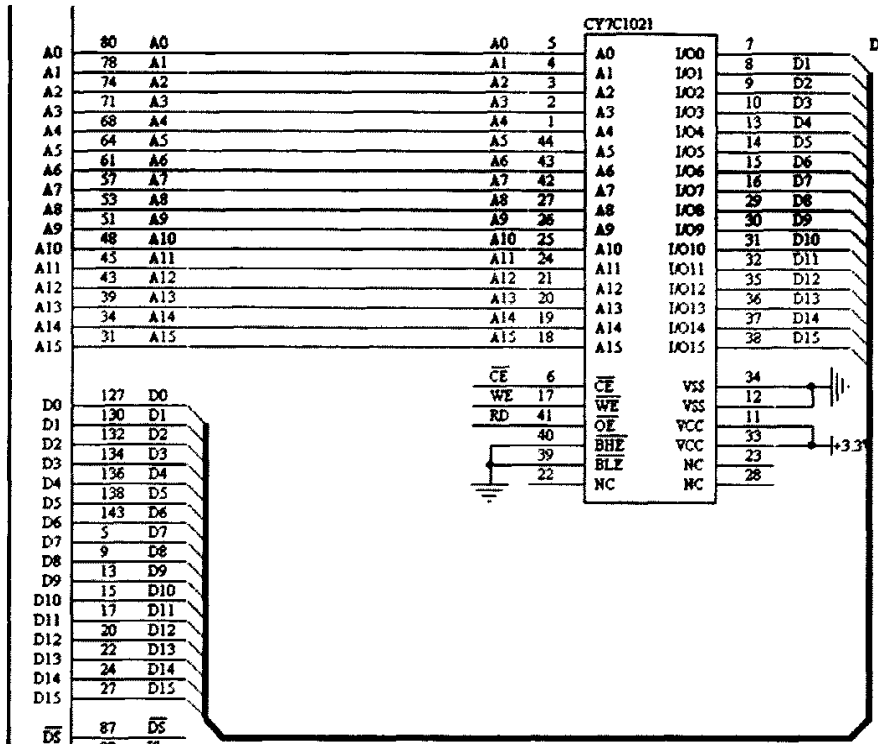 CY7C1021
A0 80 A0 A0 5 A0 I/O0 7 D
A1 78 A1 A1 4 A1 I/O1 8 D1
A2 74 A2 A2 3 A2 I/O2 9 D2
A3 71 A3 A3 2 A3 I/O3 10 D3
A4 68 A4 A4 1 A4 I/O4 13 D4
A5 64 A5 A5 44 A5 I/O5 14 D5
A6 61 A6 A6 43 A6 I/O6 15 D6
A7 57 A7 A7 42 A7 I/O7 16 D7
A8 53 A8 A8 27 A8 I/O8 29 D8
A9 51 A9 A9 26 A9 I/O9 30 D9
A10 48 A10 A10 25 A10 I/O10 31 D10
A11 45 A11 A11 24 A11 I/O11 32 D11
A12 43 A12 A12 21 A12 I/O12 35 D12
A13 39 A13 A13 20 A13 I/O13 36 D13
A14 34 A14 A14 19 A14 I/O14 37 D14
A15 31 A15 A15 18 A15 I/O15 38 D15
C̅E̅ 6 C̅E̅ VSS 34
WE 17 W̅E̅ VSS 12
RD 41 O̅E̅ VCC 11
40 B̅H̅E̅ VCC 33 +3.3V
39 B̅L̅E̅ NC 23
22 NC NC 28
D0 127 D0
D1 130 D1
D2 132 D2
D3 134 D3
D4 136 D4
D5 138 D5
D6 143 D6
D7 5 D7
D8 9 D8
D9 13 D9
D10 15 D10
D11 17 D11
D12 20 D12
D13 22 D13
D14 24 D14
D15 27 D15
D̅S̅ 87 D̅S̅